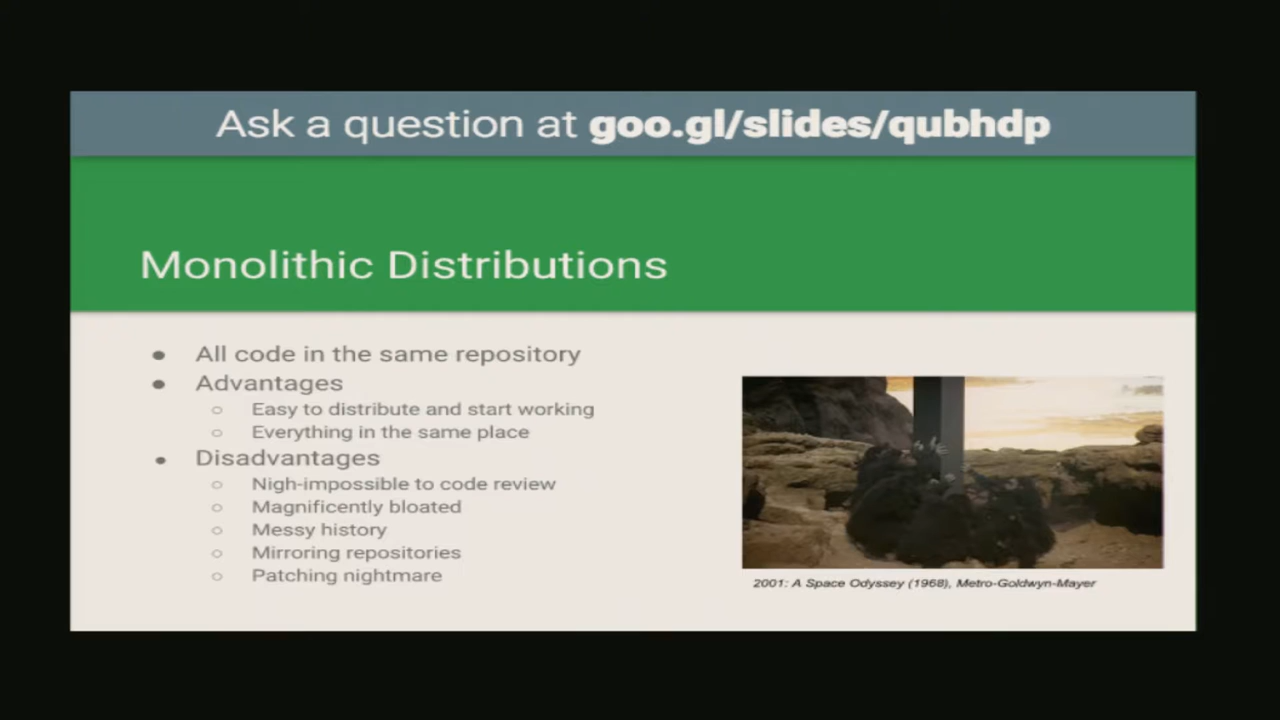 Ask a question at goo.gl/slides/qubhdp
Monolithic Distributions
All code in the same repository
Advantages
Easy to distribute and start working
Everything in the same place
Disadvantages
Nigh-impossible to code review
Magnificently bloated
Messy history
Mirroring repositories
Patching nightmare
2001: A Space Odyssey (1968), Metro-Goldwyn-Mayer